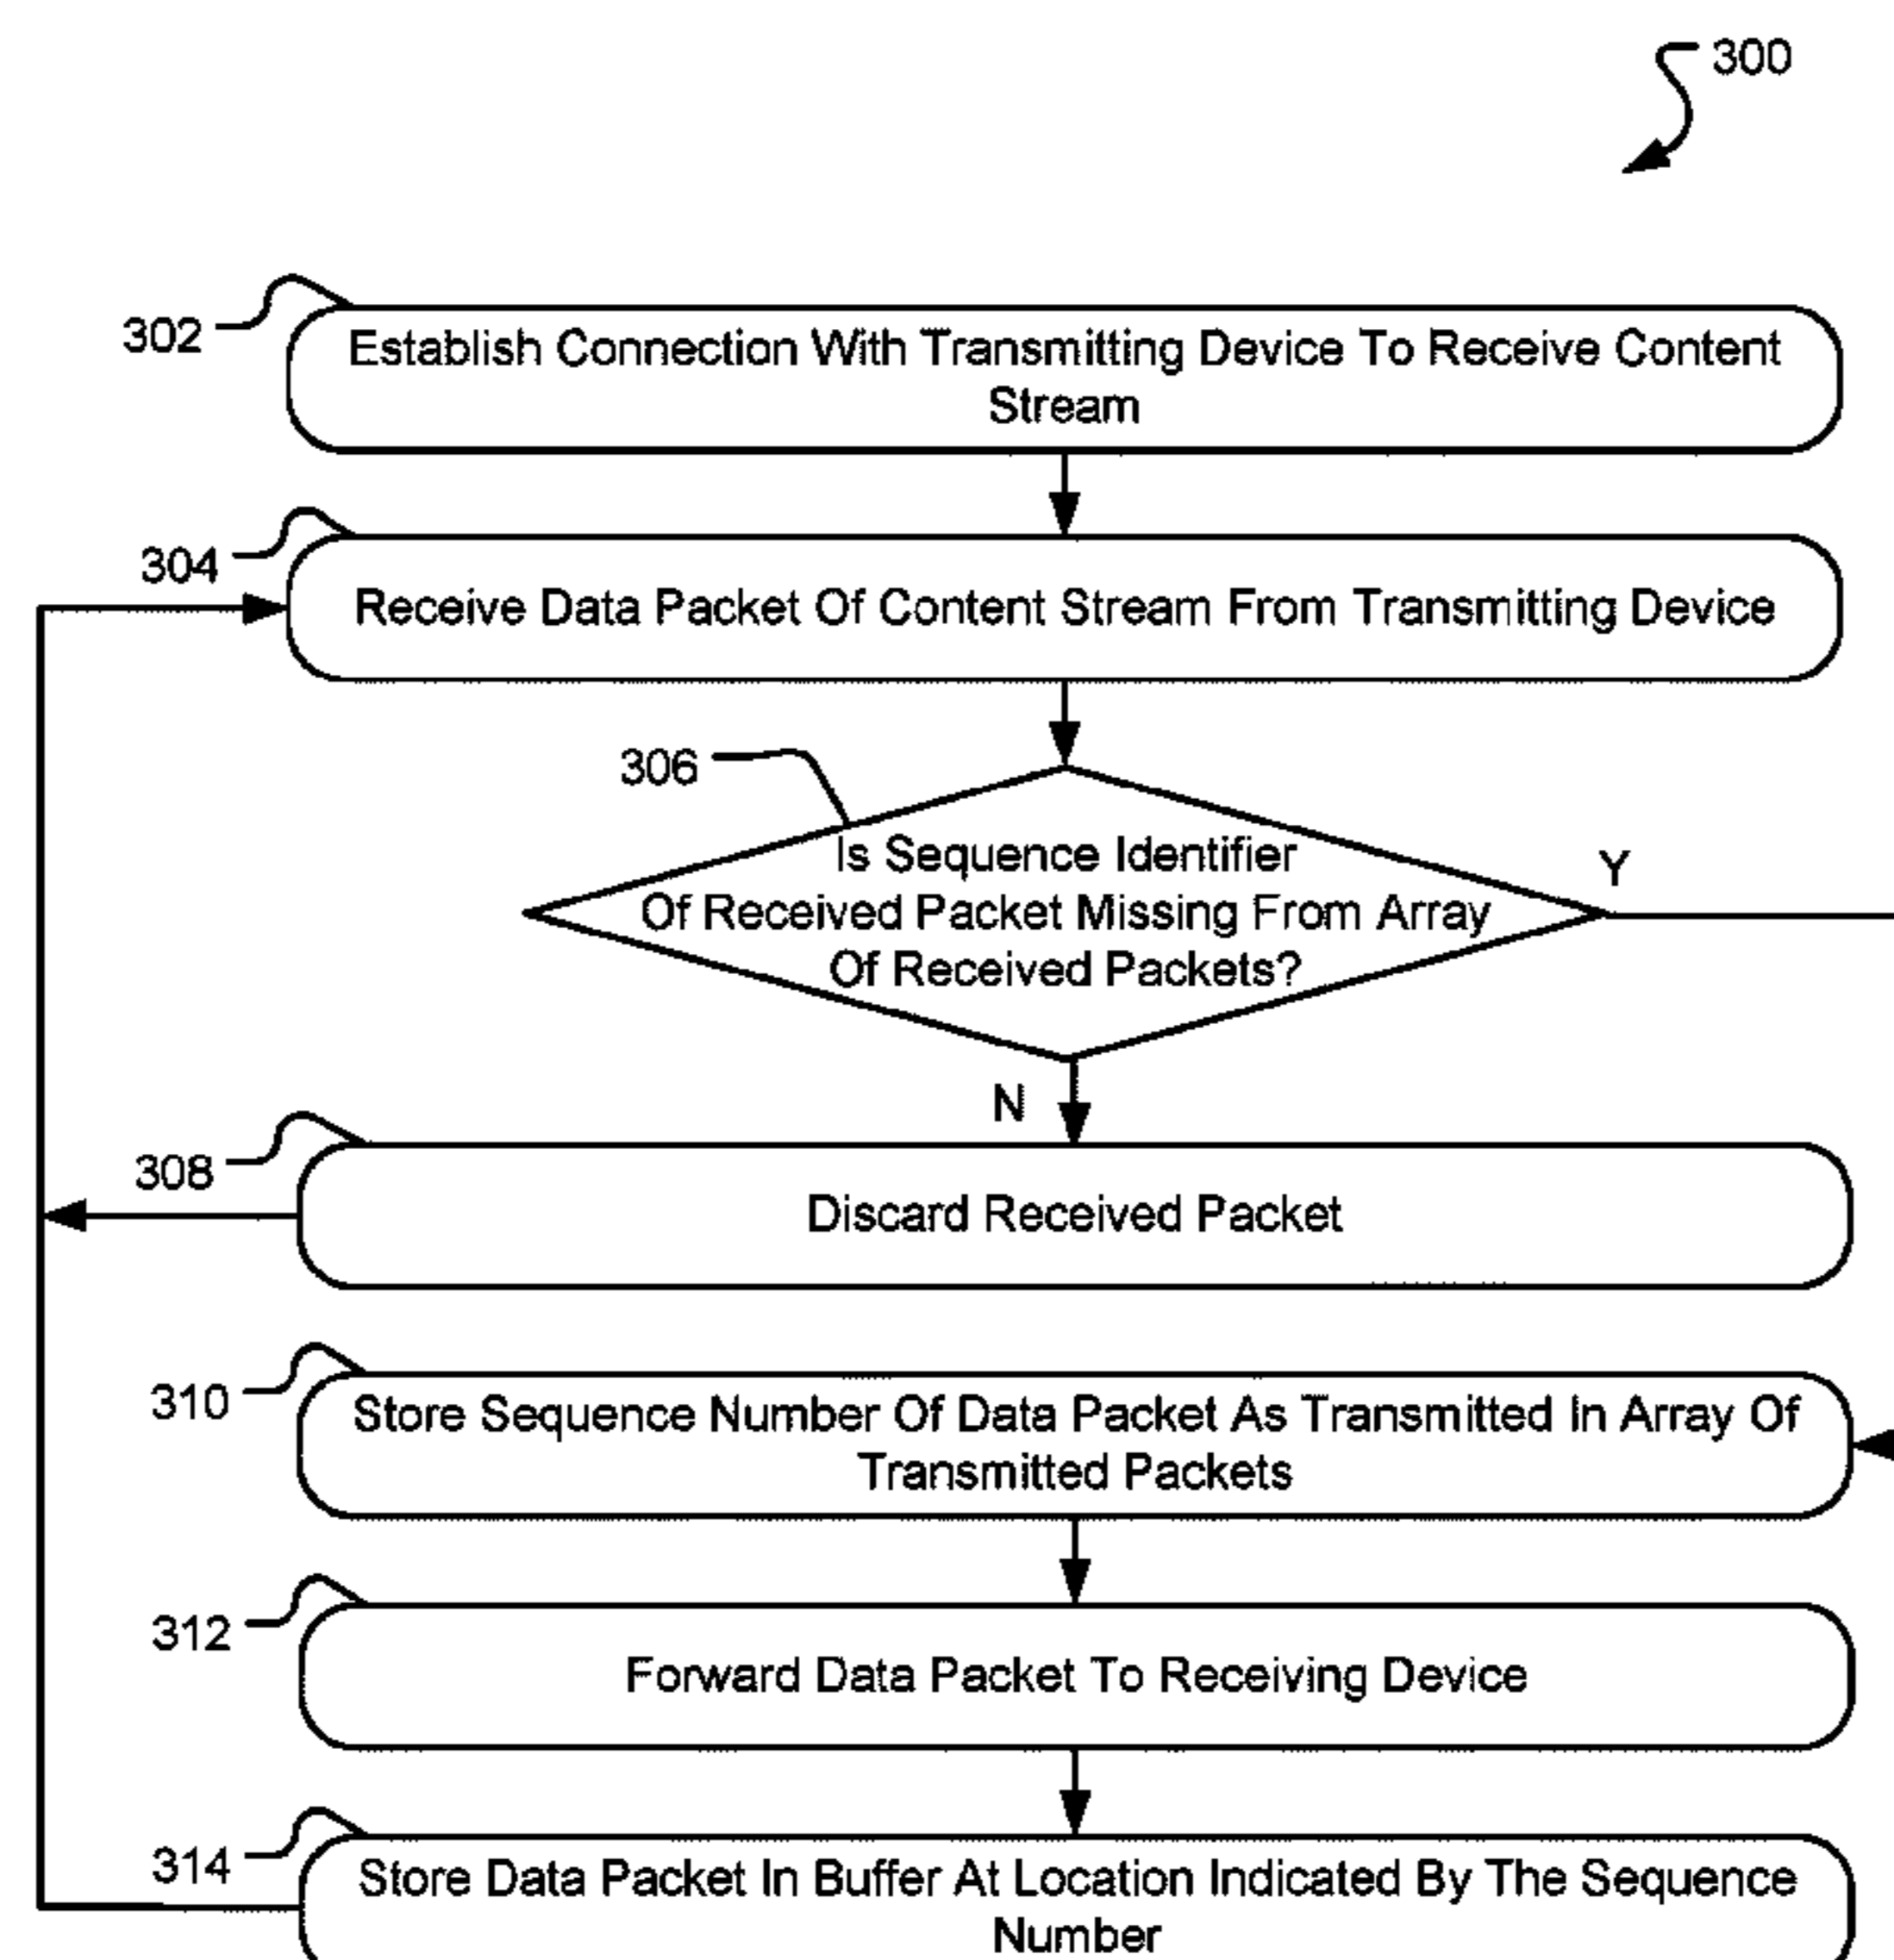 300
302
Establish Connection With Transmitting Device To Receive Content
Stream
304
Receive Data Packet Of Content Stream From Transmitting Device
306
Is Sequence Identifier
Of Received Packet Missing From Array
Of Received Packets?
Y
N
308
Discard Received Packet
310
Store Sequence Number Of Data Packet As Transmitted In Array Of
Transmitted Packets
312
Forward Data Packet To Receiving Device
314
Store Data Packet In Buffer At Location Indicated By The Sequence
Number